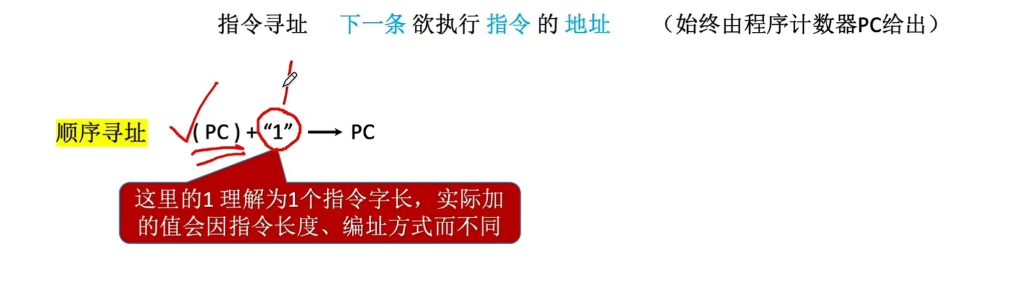 指令寻址 下一条 欲执行 指令 的 地址 （始终由程序计数器PC给出）
顺序寻址 ( PC ) + “1” → PC
这里的1 理解为1个指令字长，实际加
的值会因指令长度、编址方式而不同